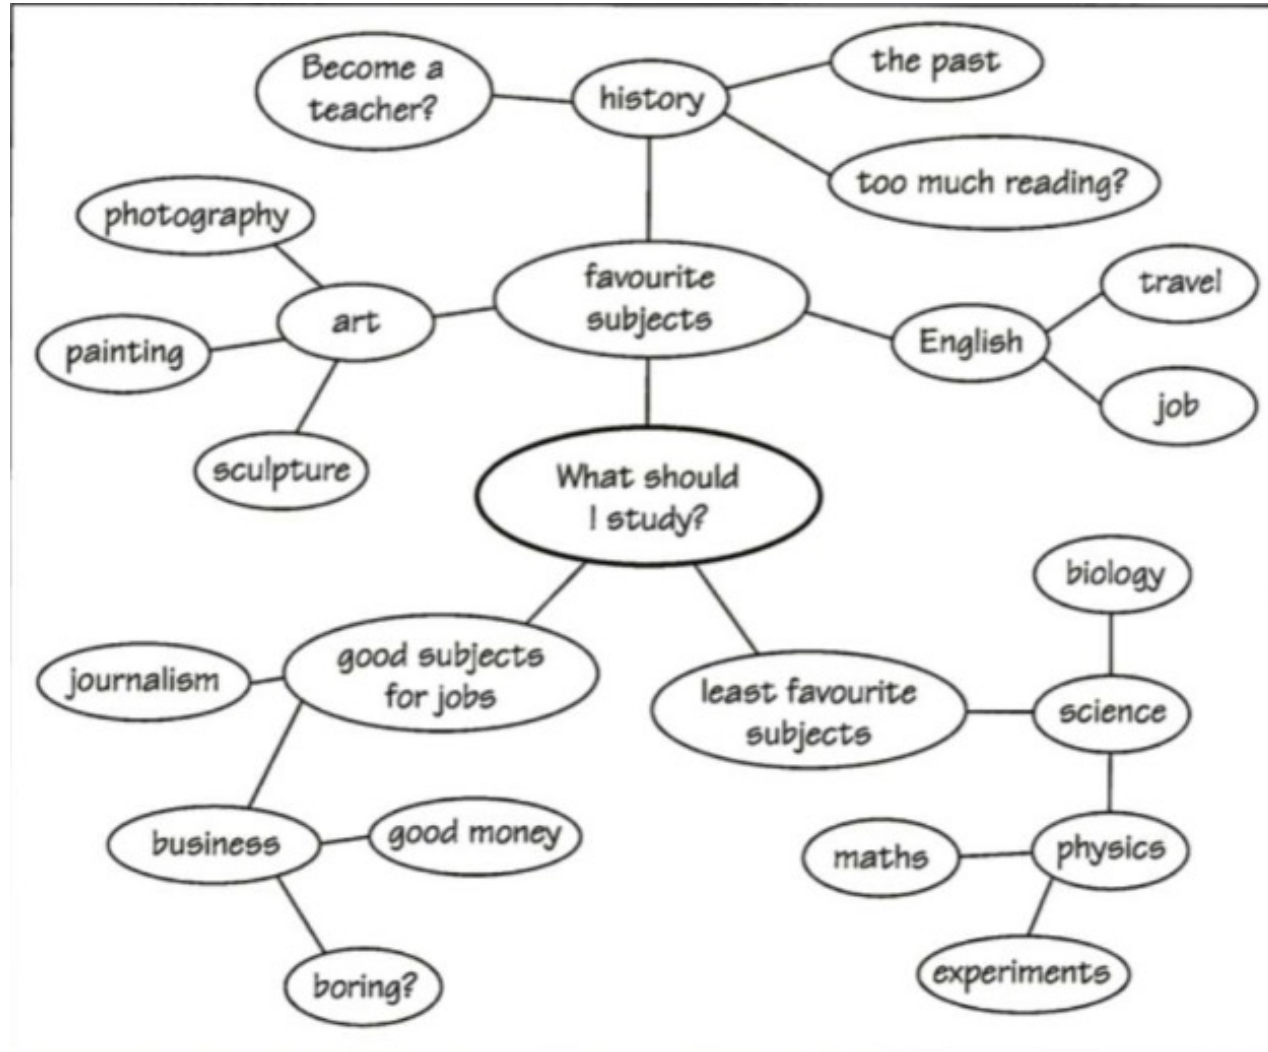 Become a
teacher?
history
the past
too much reading?
photography
art
painting
sculpture
favourite
subjects
English
travel
job
What should
I study?
good subjects
for jobs
journalism
business
good money
boring?
least favourite
subjects
science
biology
physics
maths
experiments